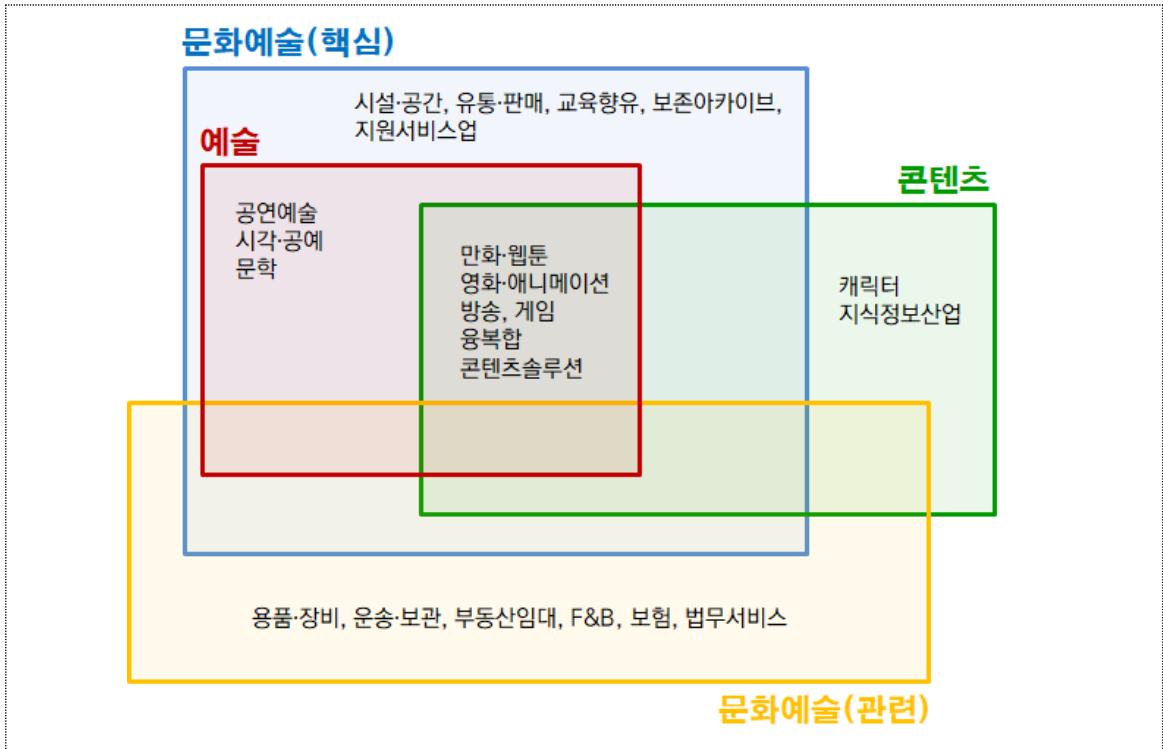 문화예술(핵심)
시설·공간, 유통·판매, 교육향유, 보존아카이브,
지원서비스업
예술
콘텐츠
공연예술
시각·공예
문학
만화·웹툰
영화·애니메이션
방송, 게임
융복합
콘텐츠솔루션
캐릭터
지식정보산업
용품·장비, 운송·보관, 부동산임대, F&B, 보험, 법무서비스
문화예술(관련)